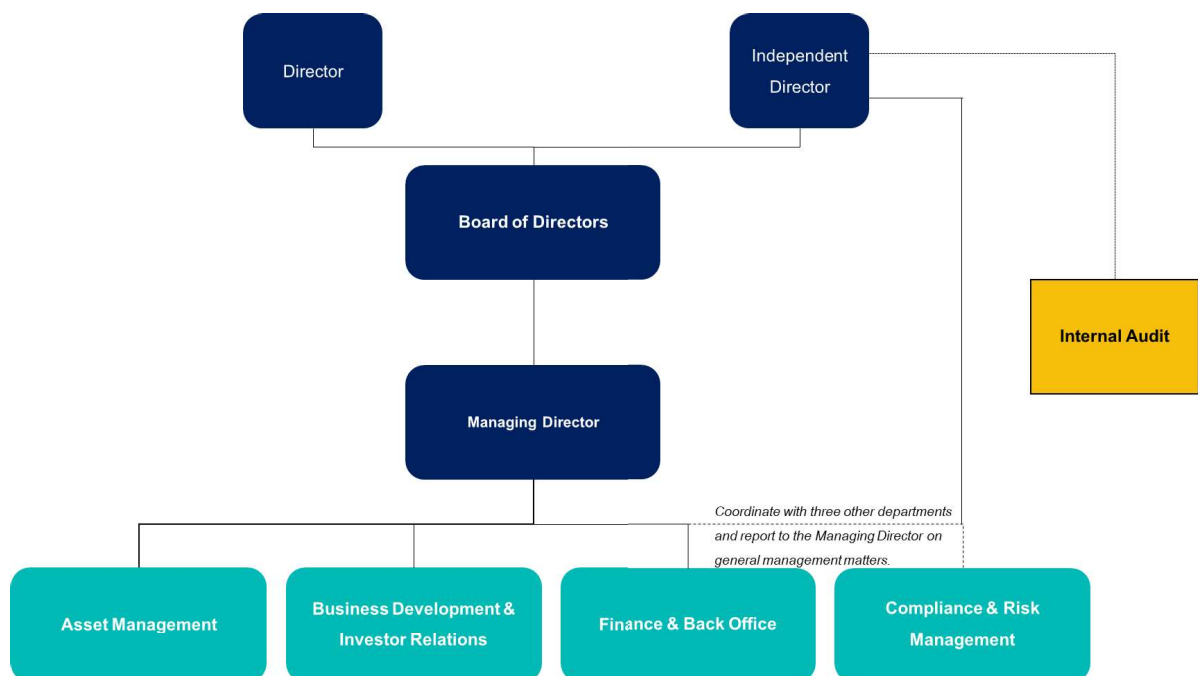 Director
Independent
Director
Board of Directors
Internal Audit
Managing Director
Coordinate with three other departments
and report to the Managing Director on
general management matters.
Asset Management
Business Development &
Investor Relations
Finance & Back Office
Compliance & Risk
Management